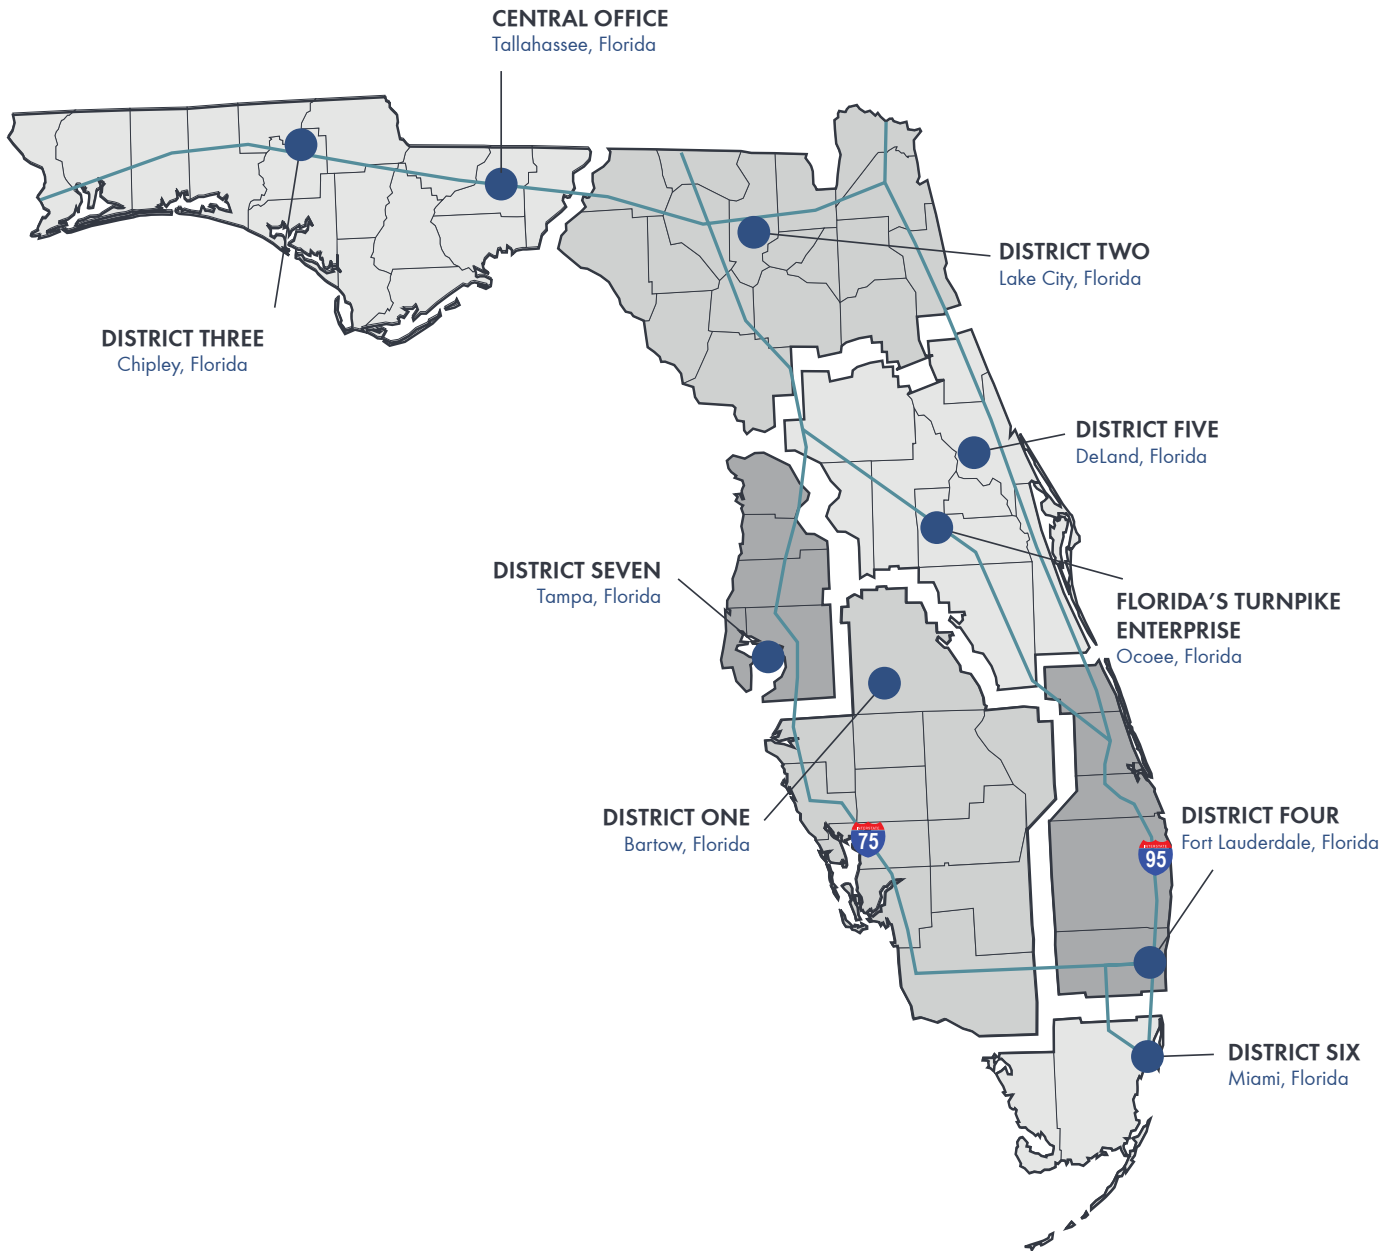 CENTRAL OFFICE
Tallahassee, Florida
DISTRICT TWO
Lake City, Florida
DISTRICT THREE
Chipley, Florida
DISTRICT FIVE
DeLand, Florida
DISTRICT SEVEN
Tampa, Florida
FLORIDA’S TURNPIKE
ENTERPRISE
Ocoee, Florida
DISTRICT ONE
Bartow, Florida
INTERSTATE
75
DISTRICT FOUR
Fort Lauderdale, Florida
INTERSTATE
95
DISTRICT SIX
Miami, Florida